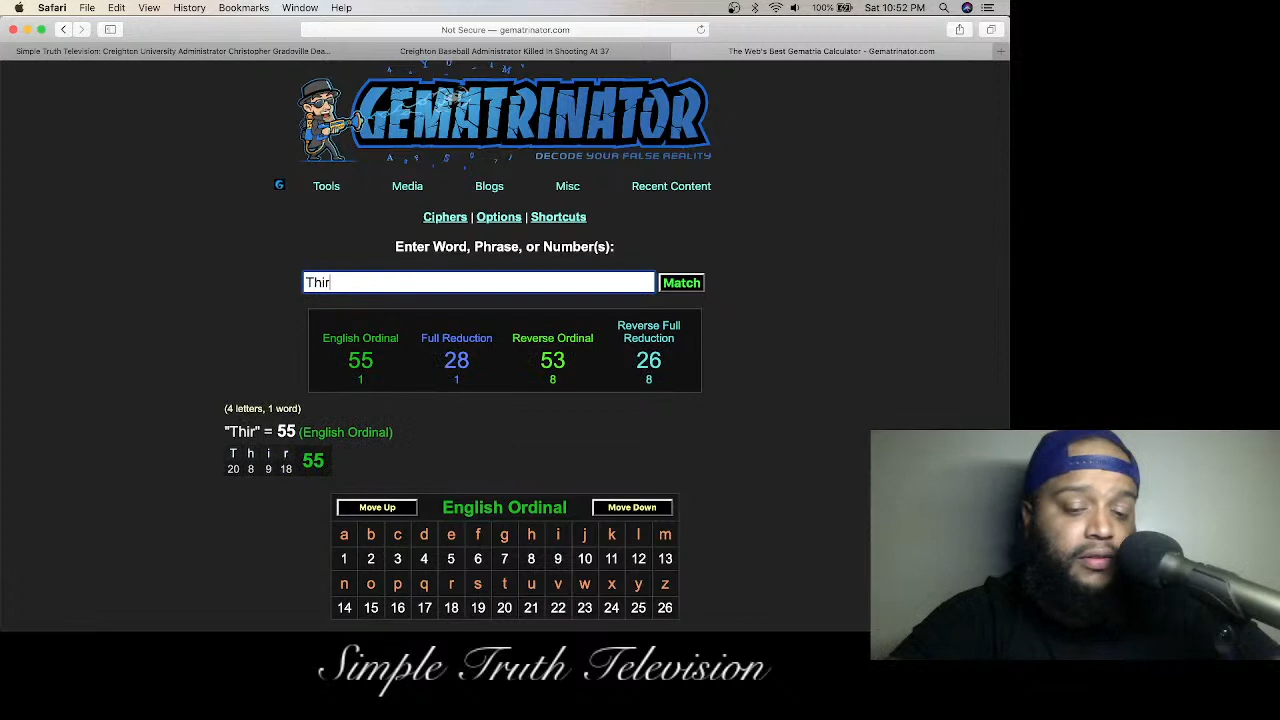 Safari File Edit View History Bookmarks Window Help 100% Sat 10:52 PM
Not Secure — gematrinator.com
Simple Truth Television: Creighton University Administrator Christopher Gradoville Dea... Creighton Baseball Administrator Killed In Shooting At 37 The Web's Best Gematria Calculator - Gematrinator.com
GEMATRINATOR
DECODE YOUR FALSE REALITY
G Tools Media Blogs Misc Recent Content
Ciphers | Options | Shortcuts
Enter Word, Phrase, or Number(s):
Thir Match
English Ordinal Full Reduction Reverse Ordinal Reverse Full Reduction
55 28 53 26
1 1 8 8
(4 letters, 1 word)
"Thir" = 55 (English Ordinal)
T h i r 55
20 8 9 18
Move Up English Ordinal Move Down
a b c d e f g h i j k l m
1 2 3 4 5 6 7 8 9 10 11 12 13
n o p q r s t u v w x y z
14 15 16 17 18 19 20 21 22 23 24 25 26
Simple Truth Television